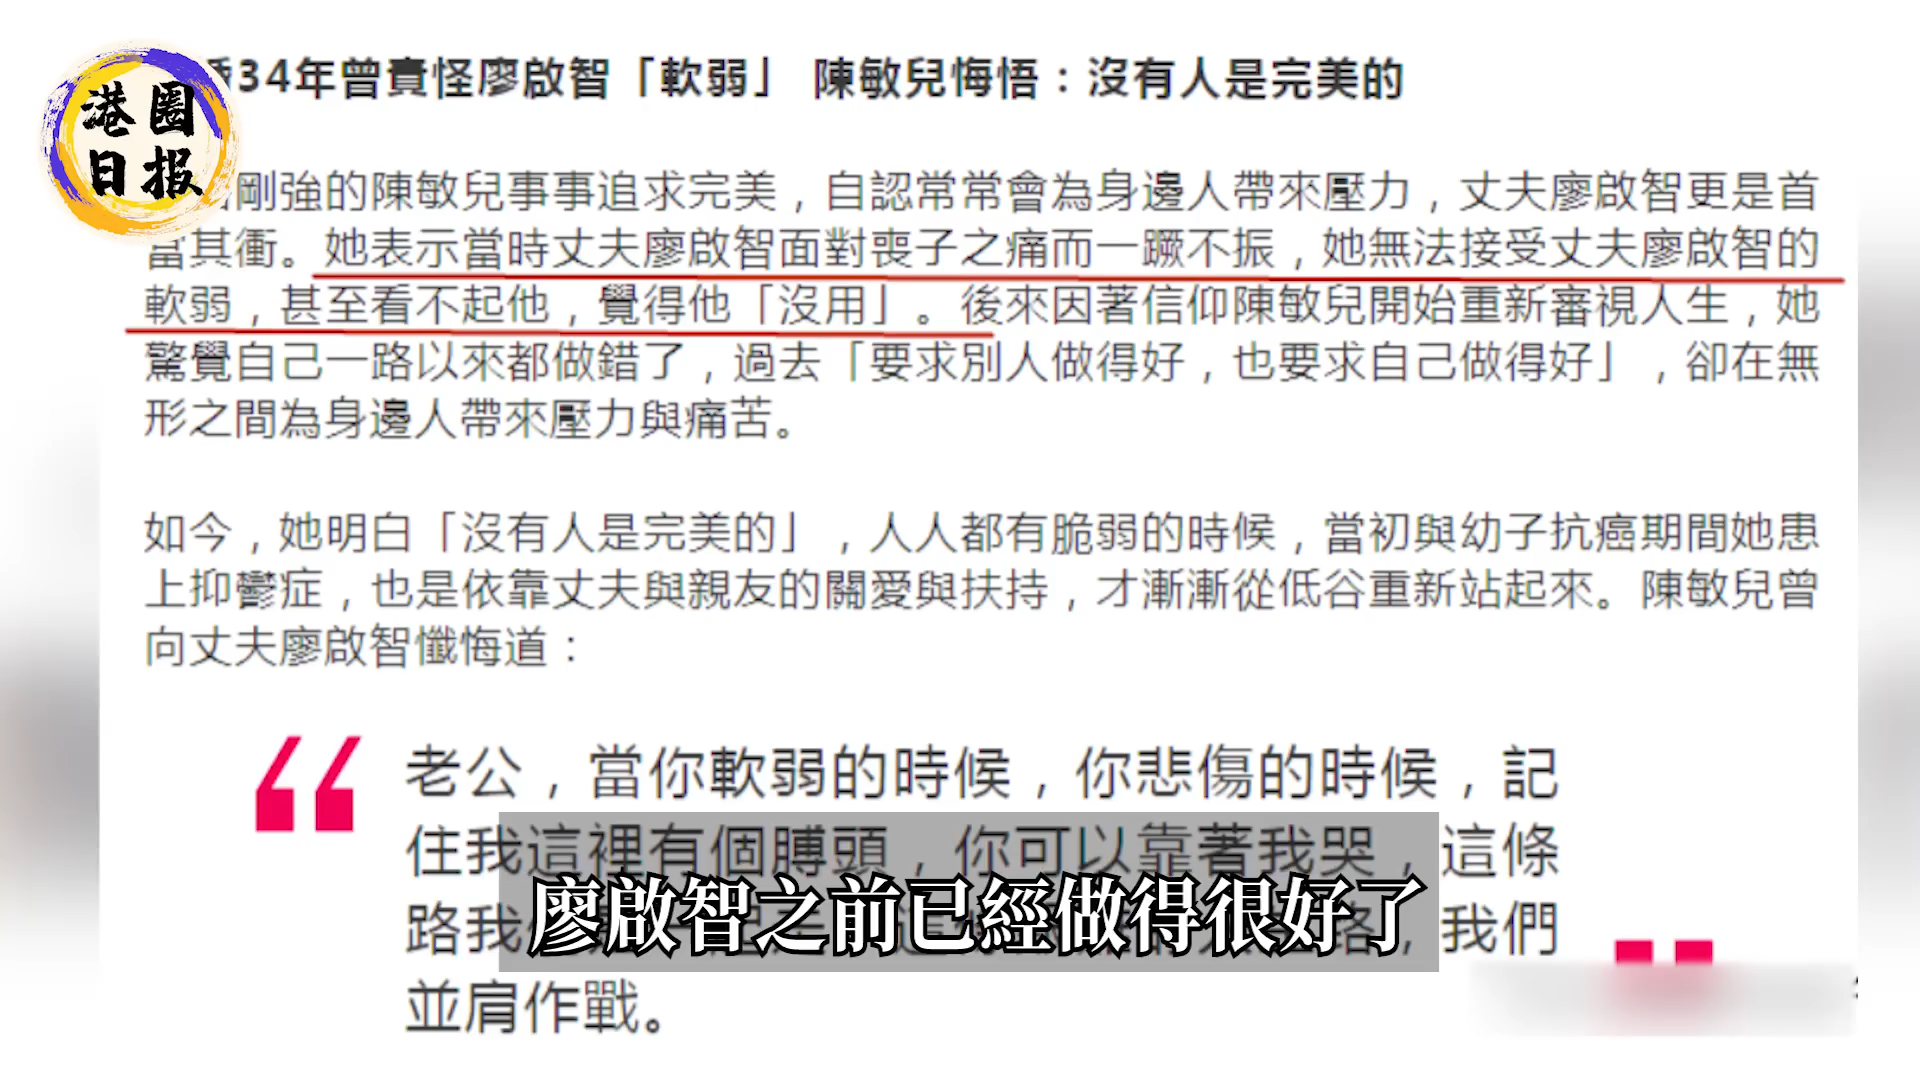 港圈
日报
34年曾責怪廖啟智「軟弱」 陳敏兒悔悟：沒有人是完美的
剛強的陳敏兒事事追求完美，自認常常會為身邊人帶來壓力，丈夫廖啟智更是首
當其衝。她表示當時丈夫廖啟智面對喪子之痛而一蹶不振，她無法接受丈夫廖啟智的
軟弱，甚至看不起他，覺得他「沒用」。後來因著信仰陳敏兒開始重新審視人生，她
驚覺自己一路以來都做錯了，過去「要求別人做得好，也要求自己做得好」，卻在無
形之間為身邊人帶來壓力與痛苦。
如今，她明白「沒有人是完美的」，人人都有脆弱的時候，當初與幼子抗癌期間她患
上抑鬱症，也是依靠丈夫與親友的關愛與扶持，才漸漸從低谷重新站起來。陳敏兒曾
向丈夫廖啟智懺悔道：
“老公，當你軟弱的時候，你悲傷的時候，記
住我這裡有個膊頭，你可以靠著我哭，這條
路我，我們
並肩作戰。
廖啟智之前已經做得很好了